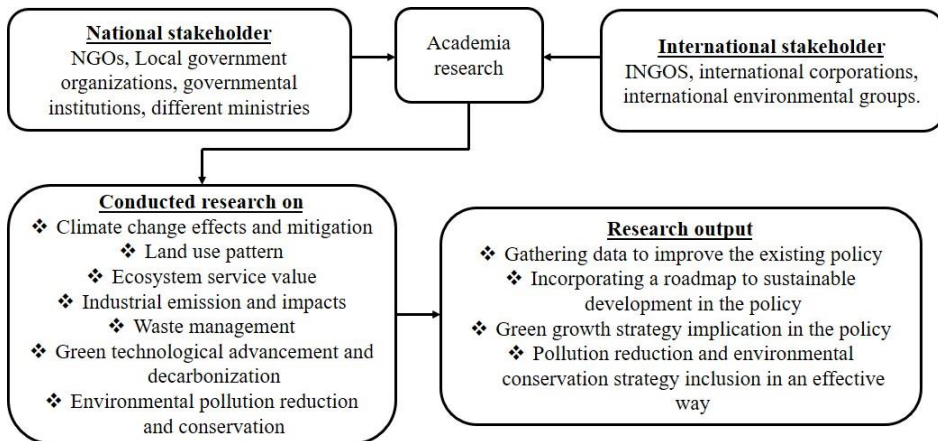 National stakeholder
NGOs, Local government
organizations, governmental
institutions, different ministries
Academia
research
International stakeholder
INGOS, international corporations,
international environmental groups.
Conducted research on
❖ Climate change effects and mitigation
❖ Land use pattern
❖ Ecosystem service value
❖ Industrial emission and impacts
❖ Waste management
❖ Green technological advancement and
decarbonization
❖ Environmental pollution reduction
and conservation
Research output
❖ Gathering data to improve the existing policy
❖ Incorporating a roadmap to sustainable
development in the policy
❖ Green growth strategy implication in the policy
❖ Pollution reduction and environmental
conservation strategy inclusion in an effective
way